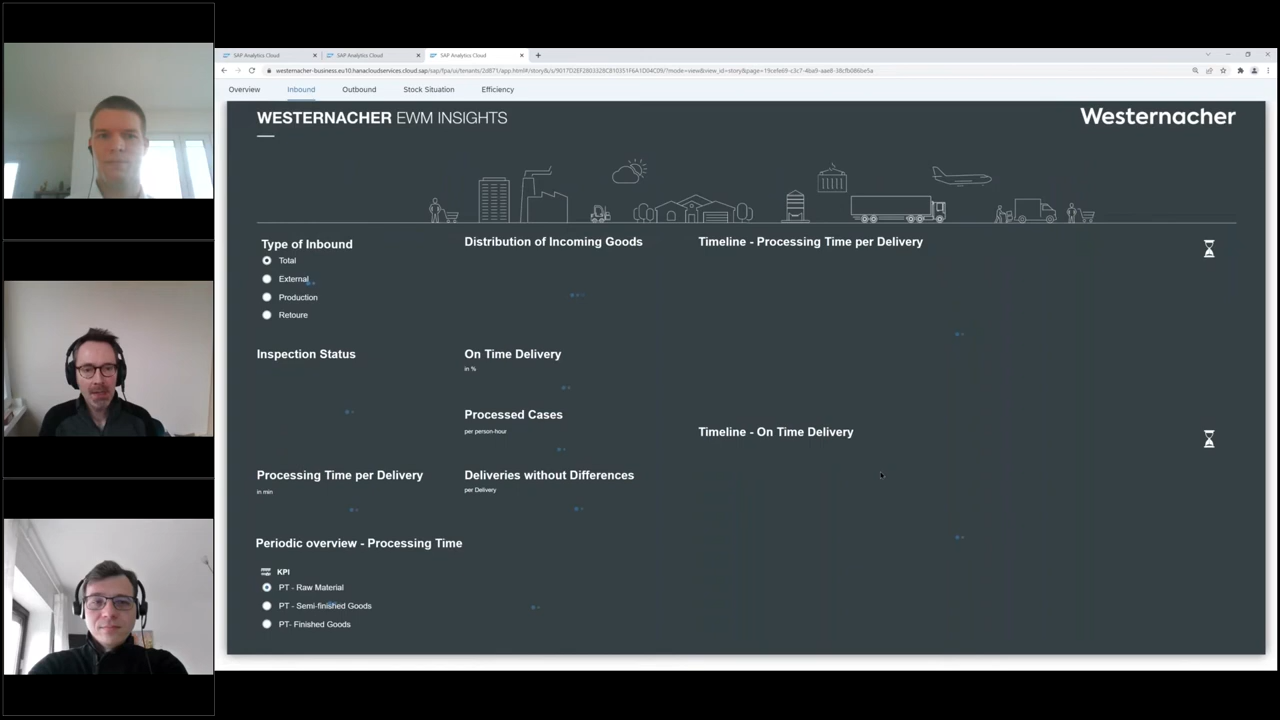 SAP Analytics Cloud
SAP Analytics Cloud
SAP Analytics Cloud
Overview
Inbound
Outbound
Stock Situation
Efficiency
WESTERNACHER EWM INSIGHTS
Westernacher
Type of Inbound
Total
External
Production
Retoure
Distribution of Incoming Goods
Timeline - Processing Time per Delivery
Inspection Status
On Time Delivery
in %
Processed Cases
per person-hour
Timeline - On Time Delivery
Processing Time per Delivery
in min
Deliveries without Differences
per Delivery
Periodic overview - Processing Time
KPI
PT - Raw Material
PT - Semi-finished Goods
PT- Finished Goods